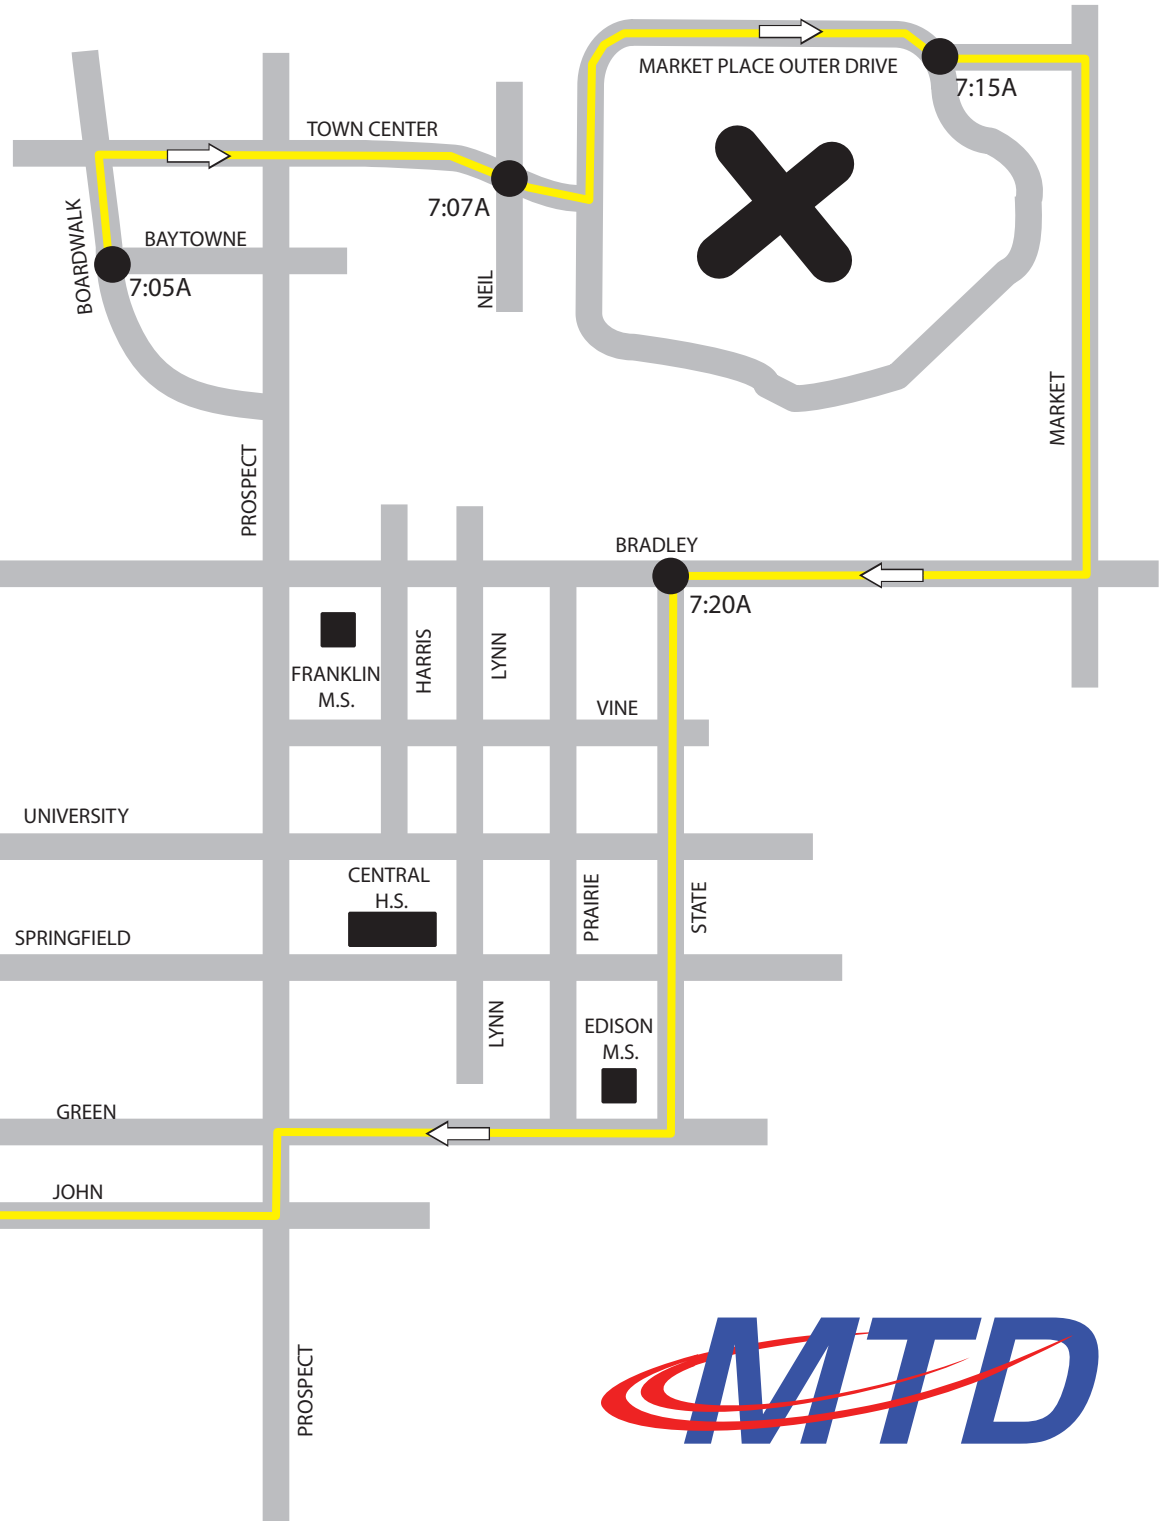 MARKET PLACE OUTER DRIVE
7:15A
TOWN CENTER
7:07A
BOARDWALK
BAYTOWNE
7:05A
NEIL
MARKET
PROSPECT
BRADLEY
7:20A
FRANKLIN
M.S.
HARRIS
LYNN
VINE
UNIVERSITY
CENTRAL
H.S.
PRAIRIE
STATE
SPRINGFIELD
LYNN
EDISON
M.S.
GREEN
JOHN
PROSPECT
MTD